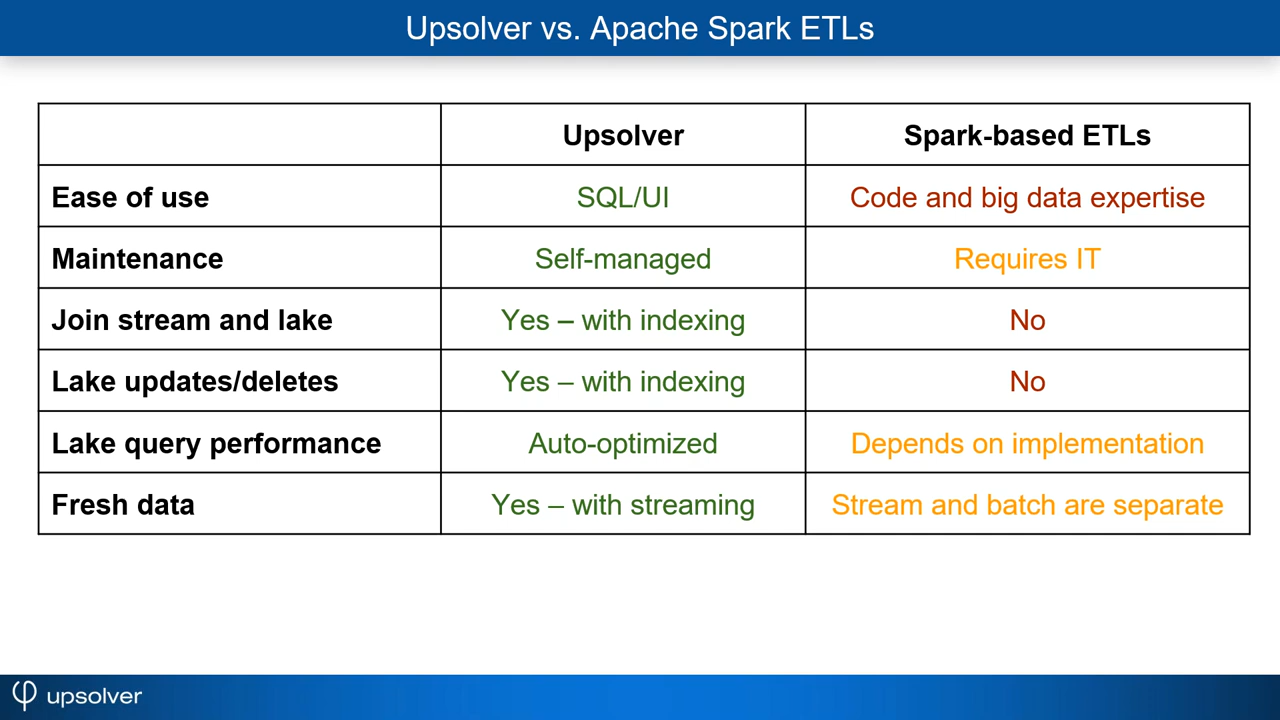 Upsolver vs. Apache Spark ETLs
Upsolver Spark-based ETLs
Ease of use SQL/UI Code and big data expertise
Maintenance Self-managed Requires IT
Join stream and lake Yes – with indexing No
Lake updates/deletes Yes – with indexing No
Lake query performance Auto-optimized Depends on implementation
Fresh data Yes – with streaming Stream and batch are separate
upsolver